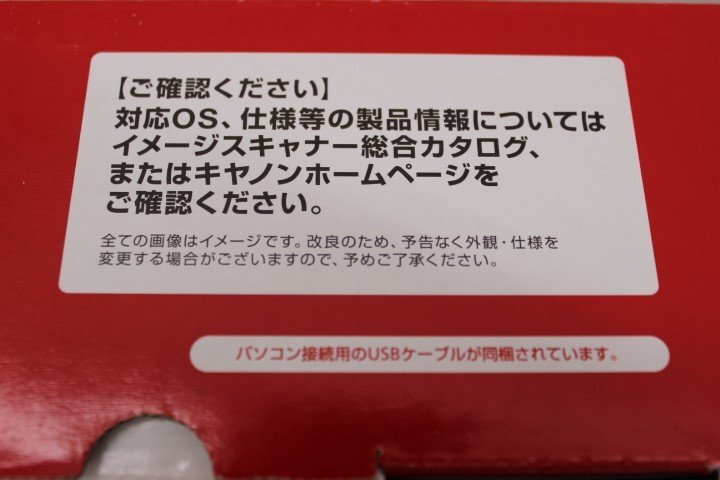 【ご確認ください】
対応OS、仕様等の製品情報については
イメージスキャナー総合カタログ、
またはキヤノンホームページを
ご確認ください。
全ての画像はイメージです。改良のため、予告なく外観・仕様を
変更する場合がございますので、予めご了承ください。
パソコン接続用のUSBケーブルが同梱されています。